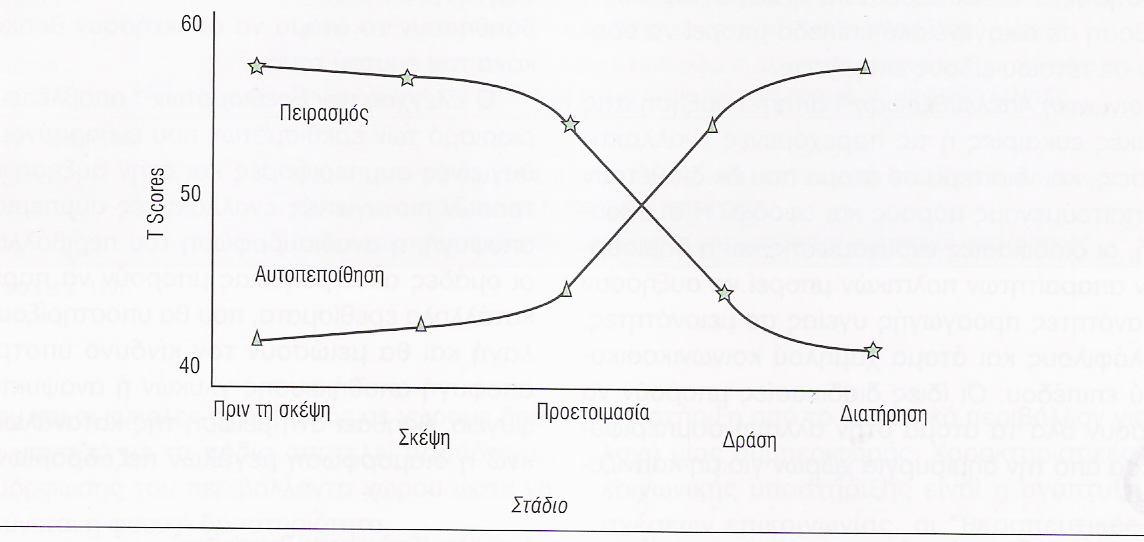 60
Πειρασμός
50
T Scores
Αυτοπεποίθηση
40
Πριν τη σκέψη
Προετοιμασία
Διατήρηση
Σκέψη
Δράση
Στάδιο